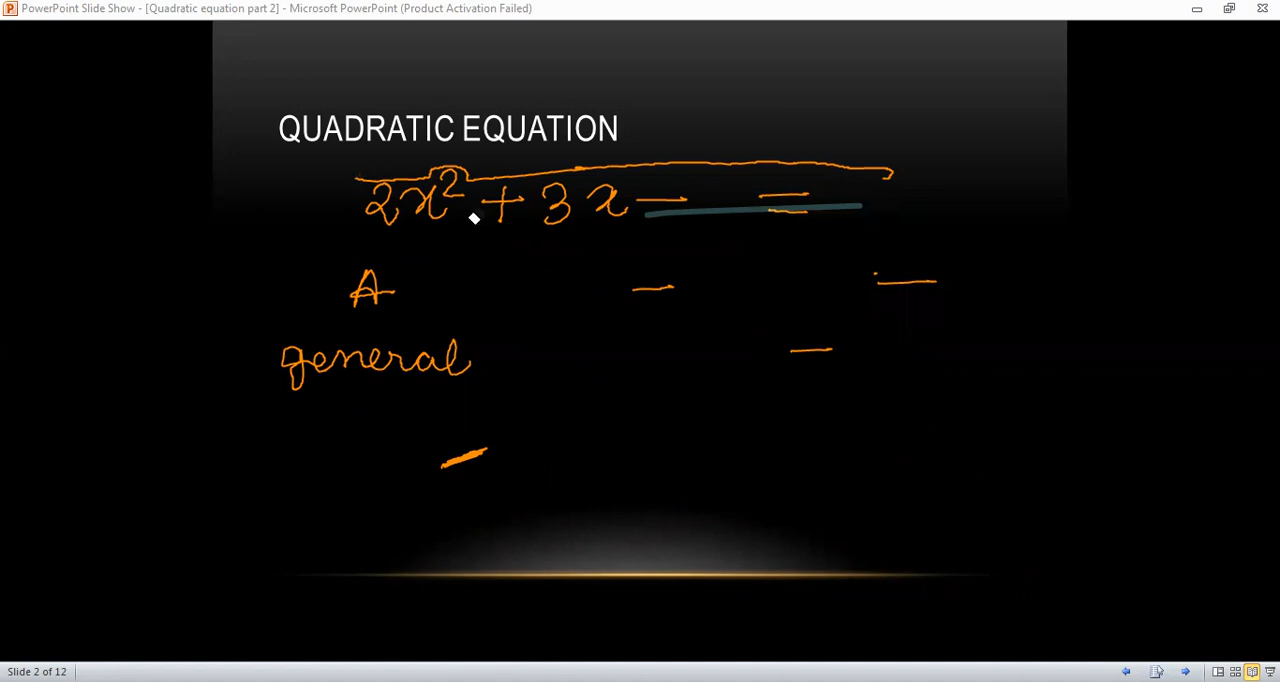 PowerPoint Slide Show - [Quadratic equation part 2] - Microsoft PowerPoint (Product Activation Failed)
QUADRATIC EQUATION
2x² + 3x - =
A - -
general -
-
Slide 2 of 12